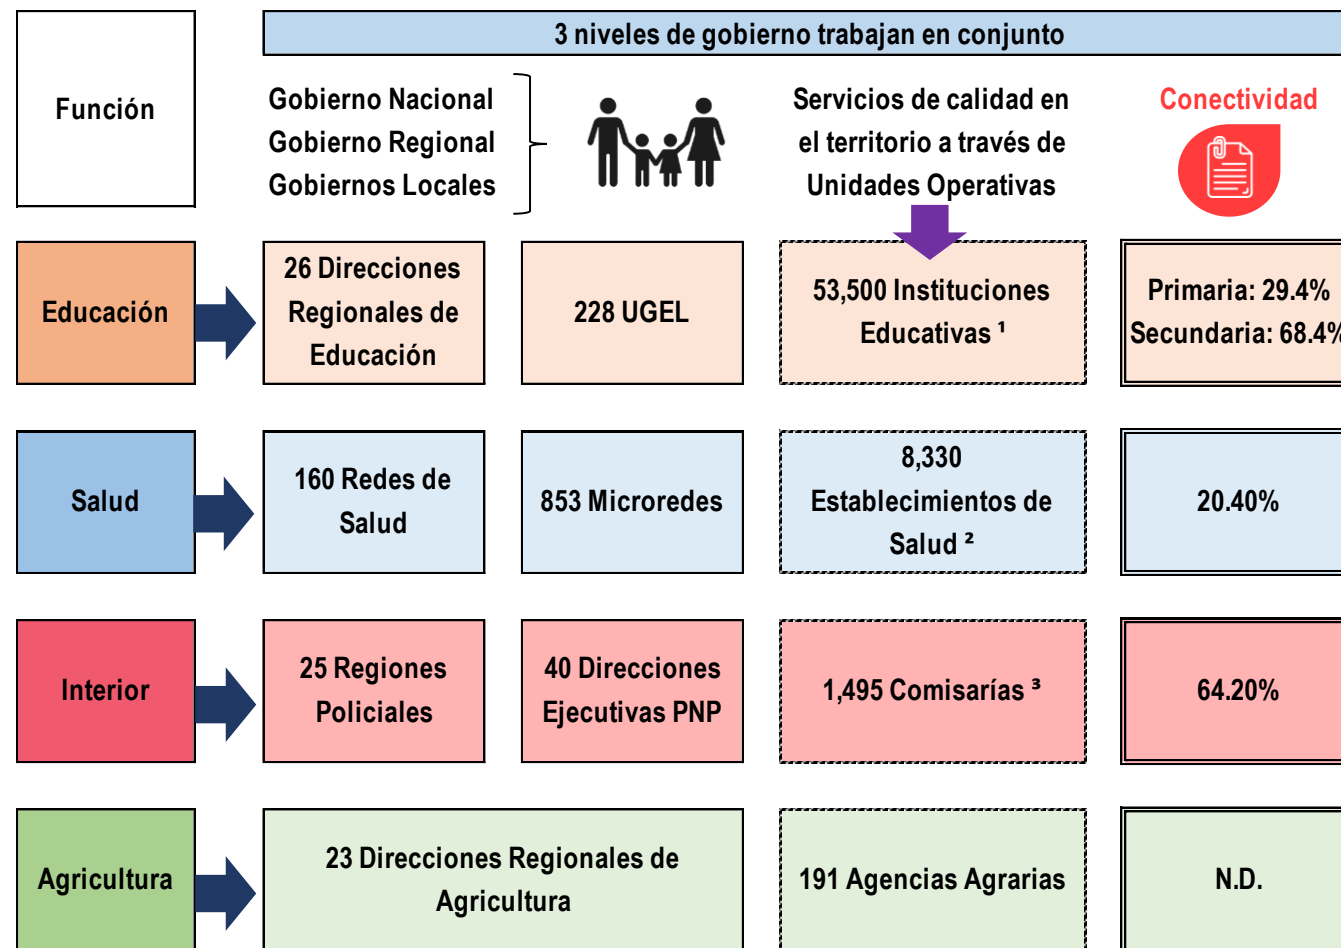 3 niveles de gobierno trabajan en conjunto
Función
Gobierno Nacional
Gobierno Regional
Gobiernos Locales
Servicios de calidad en
el territorio a través de
Unidades Operativas
Conectividad
Educación
26 Direcciones
Regionales de
Educación
228 UGEL
53,500 Instituciones
Educativas ¹
Primaria: 29.4%
Secundaria: 68.4%
Salud
160 Redes de
Salud
853 Microredes
8,330
Establecimientos de
Salud ²
20.40%
Interior
25 Regiones
Policiales
40 Direcciones
Ejecutivas PNP
1,495 Comisarías ³
64.20%
Agricultura
23 Direcciones Regionales de
Agricultura
191 Agencias Agrarias
N.D.